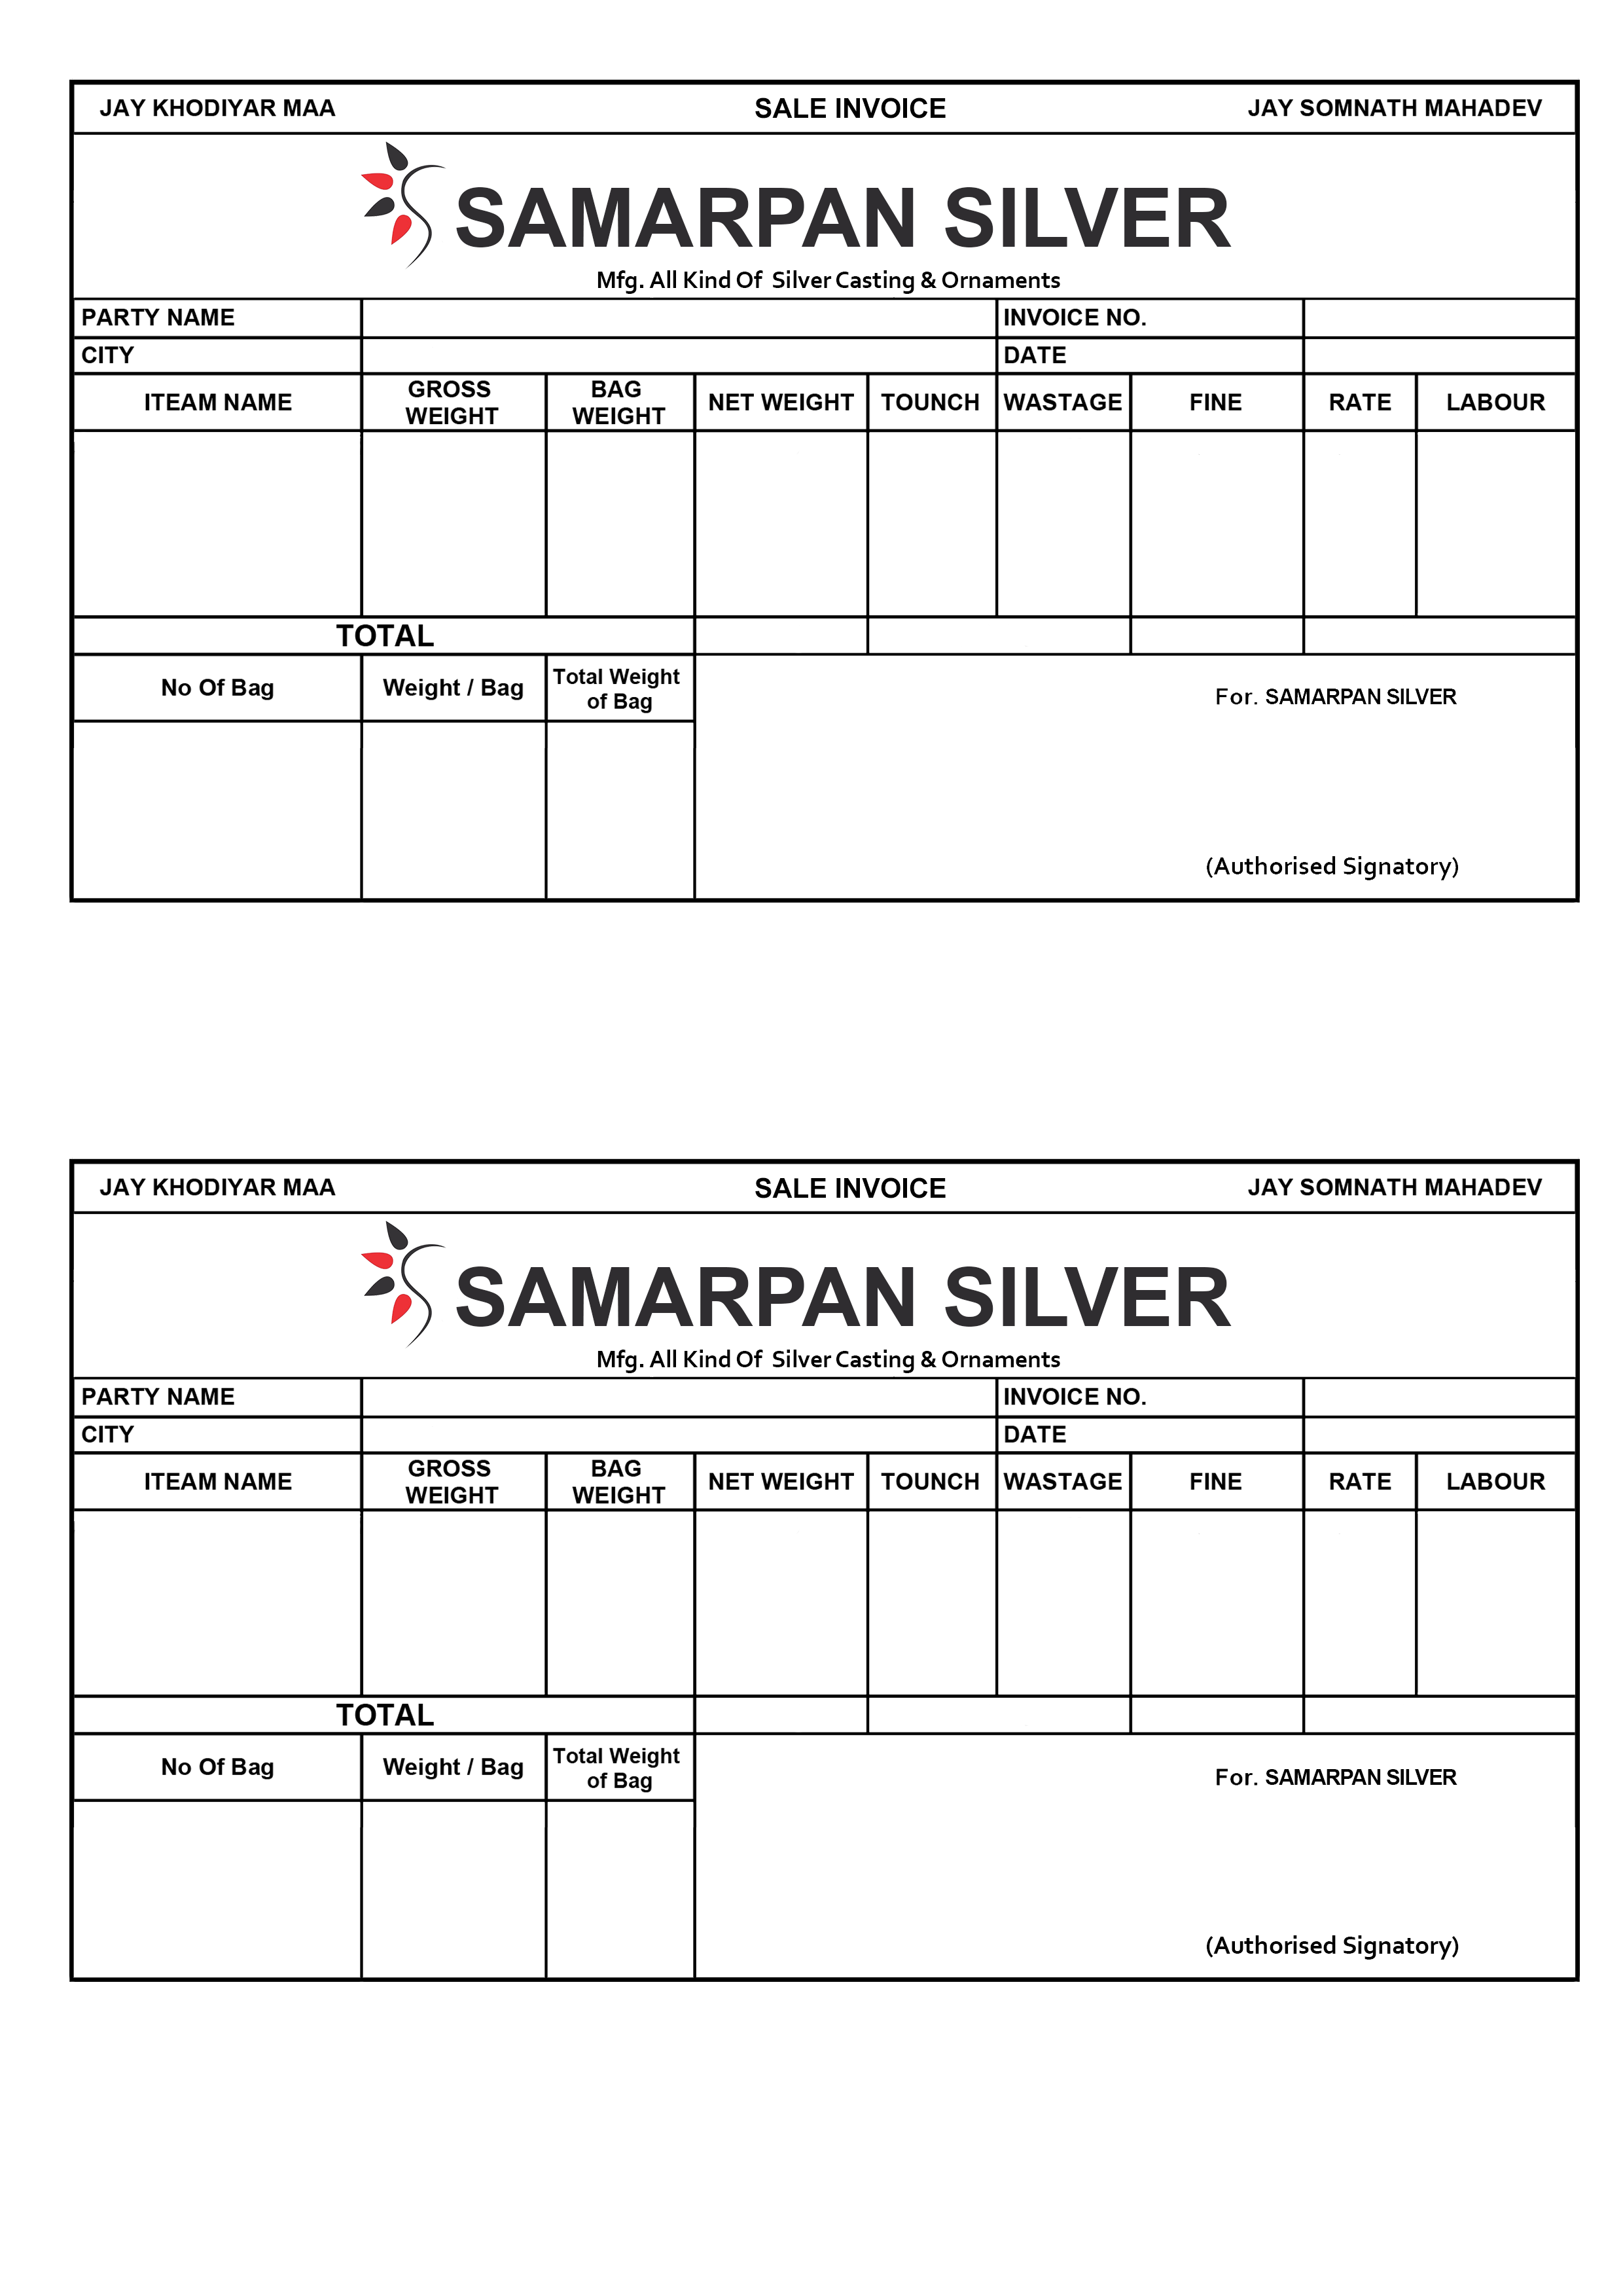 JAY KHODIYAR MAA SALE INVOICE JAY SOMNATH MAHADEV
SAMARPAN SILVER
Mfg. All Kind Of Silver Casting & Ornaments
PARTY NAME INVOICE NO.
CITY DATE
ITEAM NAME GROSS WEIGHT BAG WEIGHT NET WEIGHT TOUNCH WASTAGE FINE RATE LABOUR
TOTAL
No Of Bag Weight / Bag Total Weight of Bag
For. SAMARPAN SILVER
(Authorised Signatory)
JAY KHODIYAR MAA SALE INVOICE JAY SOMNATH MAHADEV
SAMARPAN SILVER
Mfg. All Kind Of Silver Casting & Ornaments
PARTY NAME INVOICE NO.
CITY DATE
ITEAM NAME GROSS WEIGHT BAG WEIGHT NET WEIGHT TOUNCH WASTAGE FINE RATE LABOUR
TOTAL
No Of Bag Weight / Bag Total Weight of Bag
For. SAMARPAN SILVER
(Authorised Signatory)